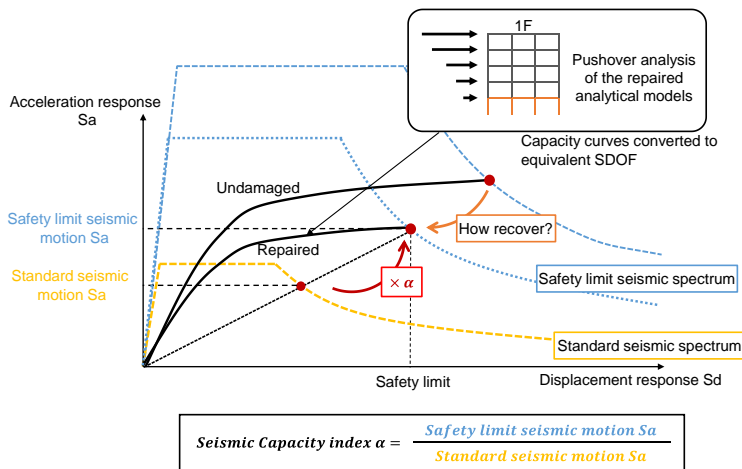 1F
Pushover analysis
of the repaired
analytical models
Acceleration response
Sa
Capacity curves converted to
equivalent SDOF
Undamaged
Safety limit seismic
motion Sa
How recover?
Repaired
Standard seismic
motion Sa
× α
Safety limit seismic spectrum
Standard seismic spectrum
Safety limit
Displacement response Sd
Seismic Capacity index α = Safety limit seismic motion Sa
Standard seismic motion Sa